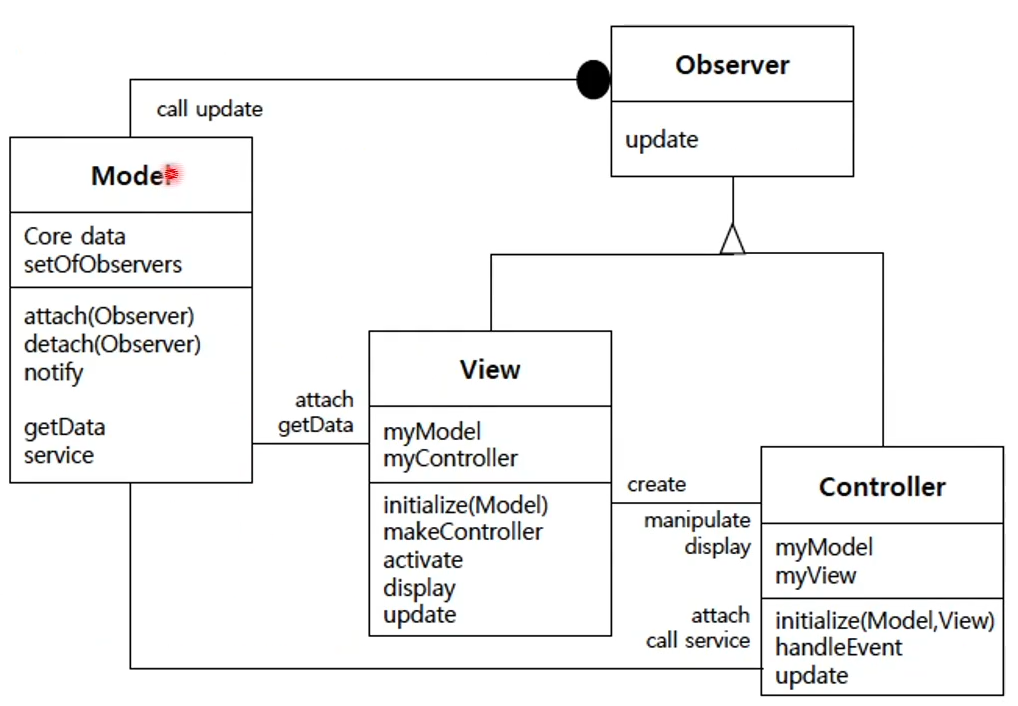 Observer
update
call update
Model
Core data
setOfObservers
attach(Observer)
detach(Observer)
notify
getData
service
attach
getData
View
myModel
myController
initialize(Model)
makeController
activate
display
update
create
manipulate
display
attach
call service
Controller
myModel
myView
initialize(Model,View)
handleEvent
update